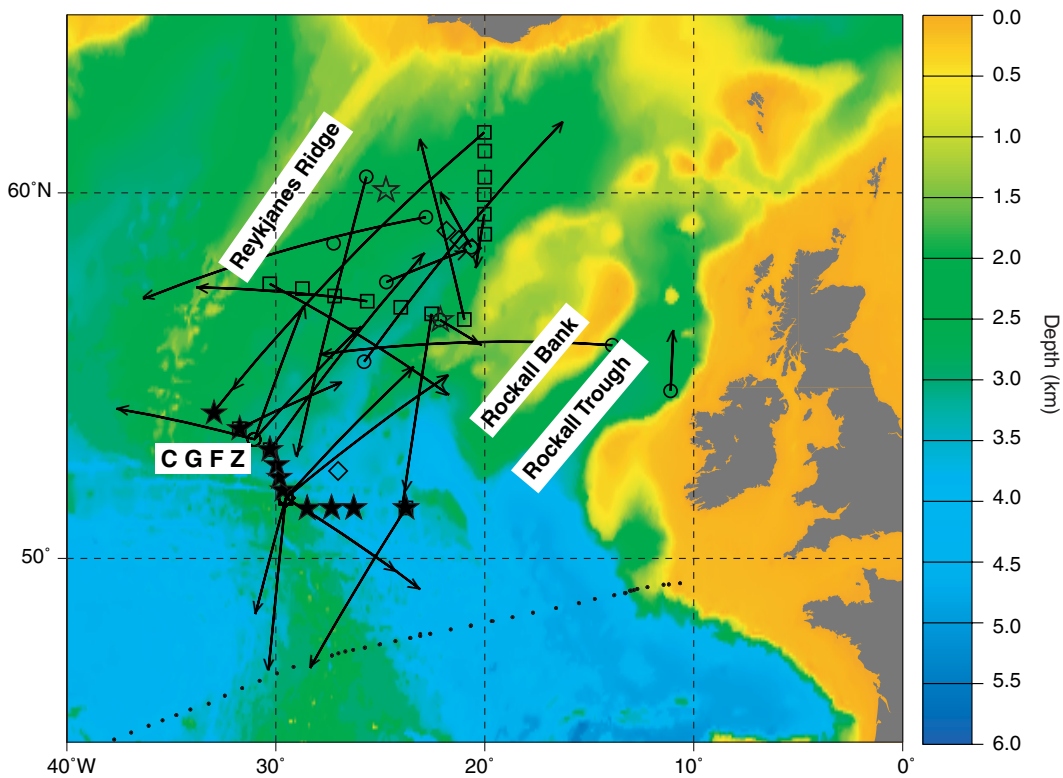 60°N
50°
40°W
30°
20°
10°
0°
Reykjanes Ridge
Rockall Bank
Rockall Trough
C G F Z
0.0
0.5
1.0
1.5
2.0
2.5
3.0
3.5
4.0
4.5
5.0
5.5
6.0
Depth (km)